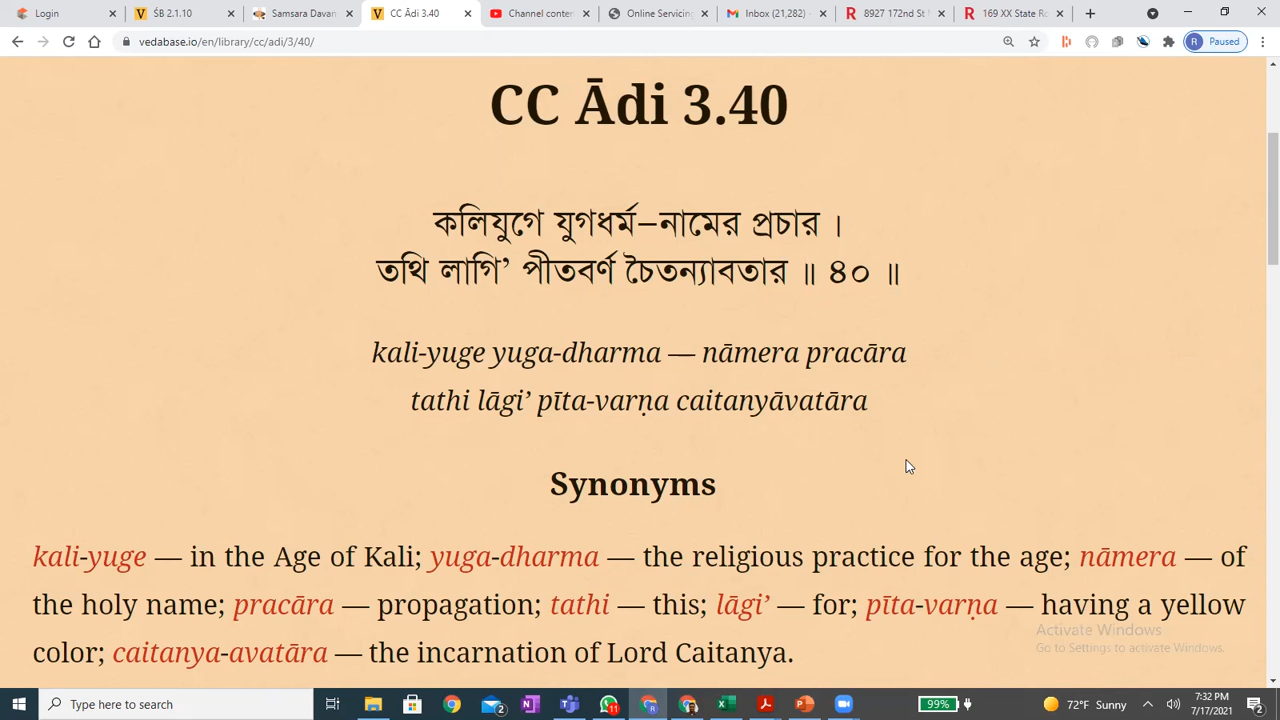 Login
ŚB 2.1.10
Samsara Davan
CC Ādi 3.40
Channel conten
Online Servicing
Inbox (21,282)
8927 172nd St
169 XX State Ro
vedabase.io/en/library/cc/adi/3/40/
R Paused
CC Ādi 3.40
কলিযুগে যুগধর্ম–নামের প্রচার ।
তথি লাগি’ পীতবর্ণ চৈতন্যাবতার ॥ ৪০ ॥
kali-yuge yuga-dharma — nāmera pracāra
tathi lāgi’ pīta-varṇa caitanyāvatāra
Synonyms
kali-yuge — in the Age of Kali; yuga-dharma — the religious practice for the age; nāmera — of
the holy name; pracāra — propagation; tathi — this; lāgi’ — for; pīta-varṇa — having a yellow
color; caitanya-avatāra — the incarnation of Lord Caitanya.
Activate Windows
Go to Settings to activate Windows.
Type here to search
99%
72°F Sunny
7:32 PM
7/17/2021